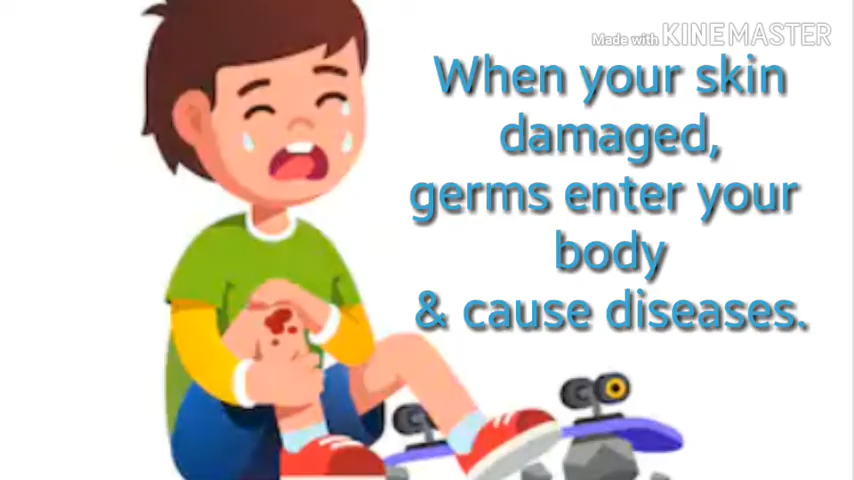 Made with KINEMASTER
When your skin
damaged,
germs enter your
body
& cause diseases.